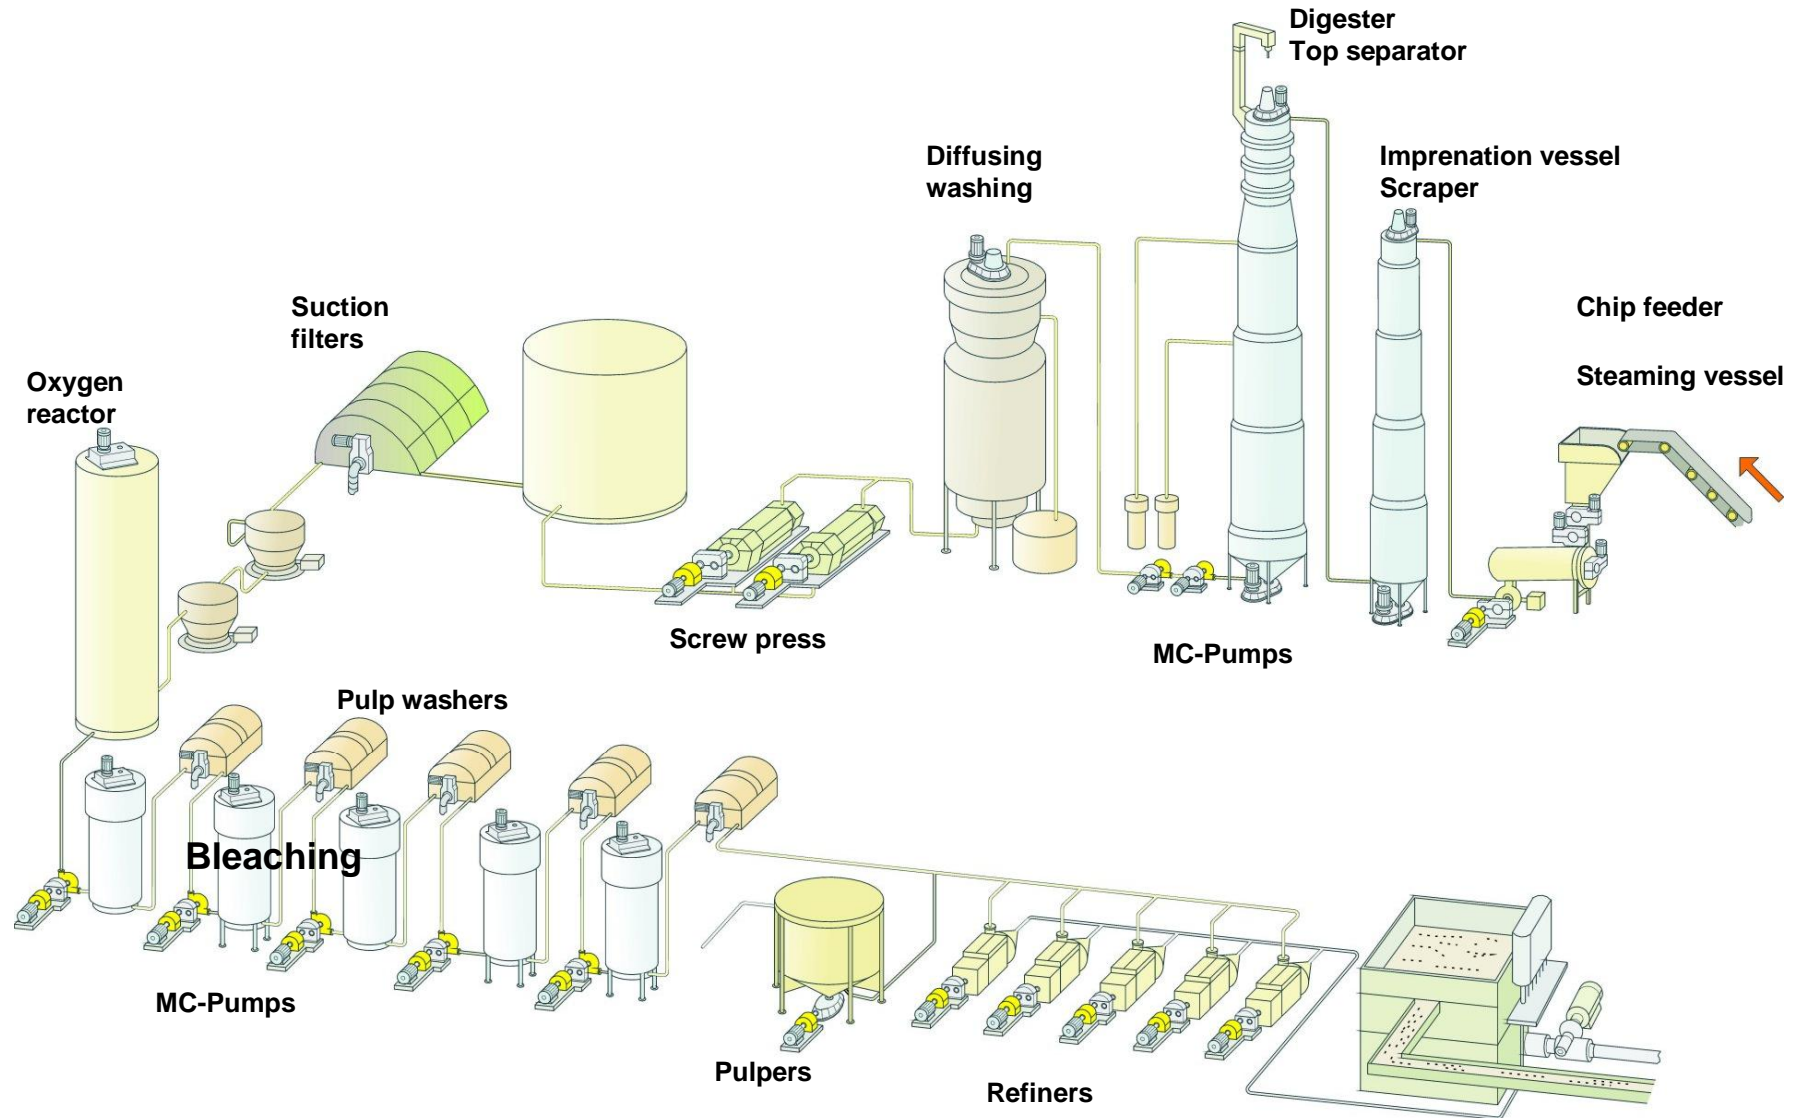 Digester
Top separator
Diffusing
washing
Imprenation vessel
Scraper
Suction
filters
Chip feeder
Oxygen
reactor
Steaming vessel
Screw press
MC-Pumps
Pulp washers
Bleaching
MC-Pumps
Pulpers
Refiners